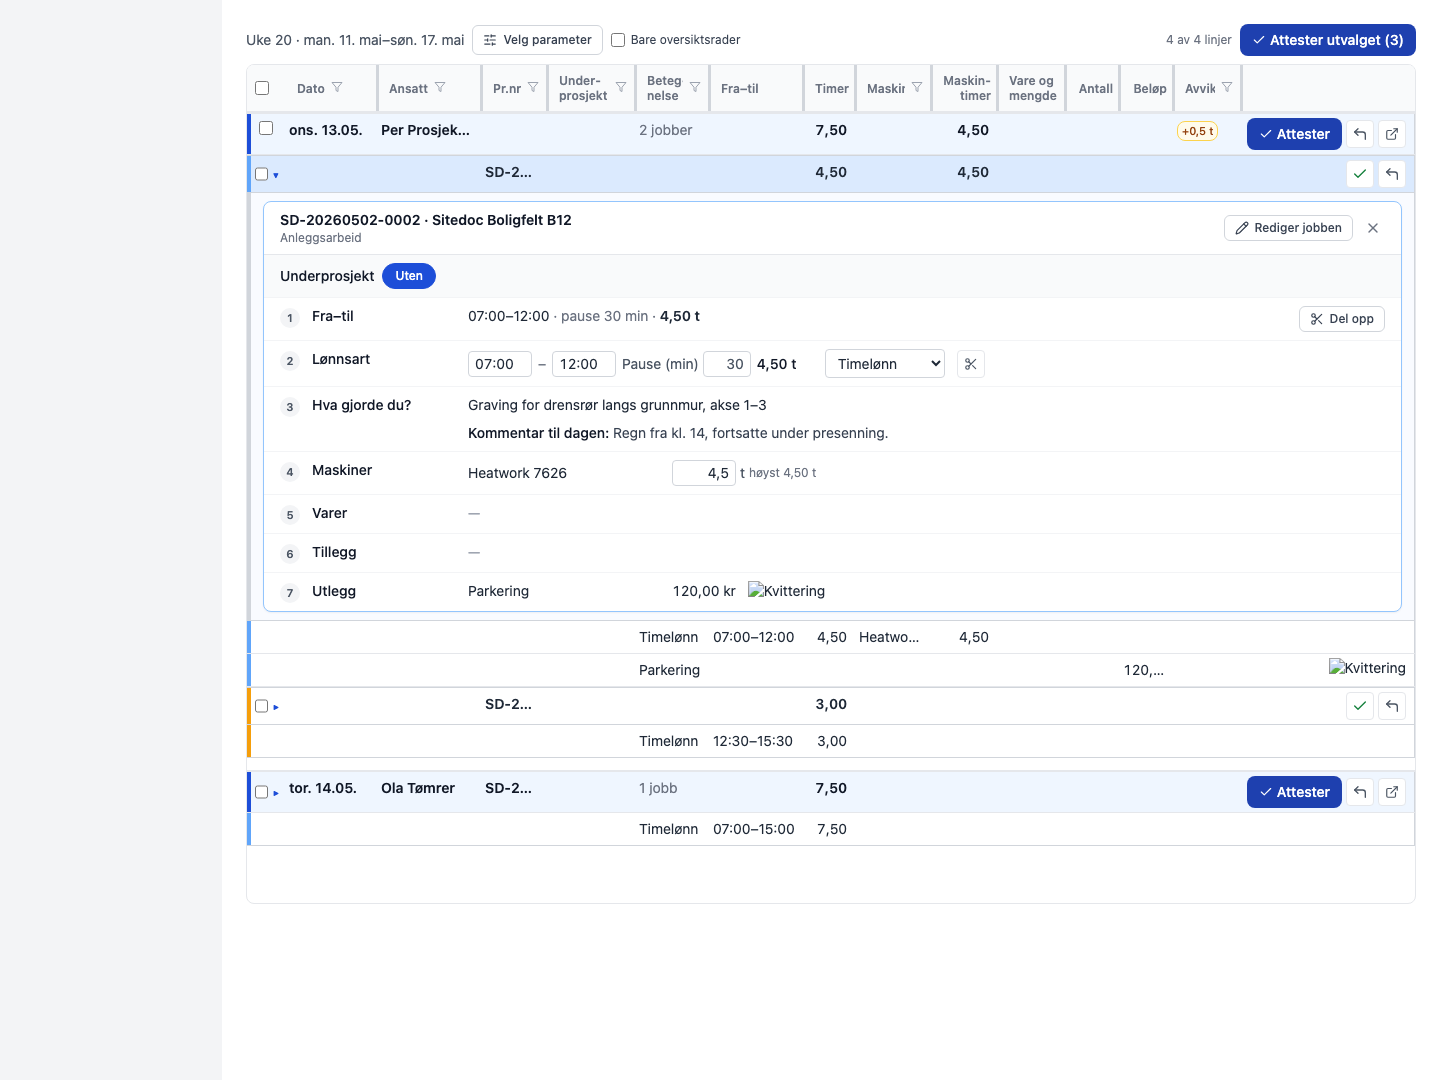 Uke 20 · man. 11. mai–søn. 17. mai Velg parameter Bare oversiktsrader 4 av 4 linjer Attester utvalget (3)
Dato Ansatt Pr.nr Under-prosjekt Beteg nelse Fra–til Timer Maskir Maskin-timer Vare og mengde Antall Beløp Avvik
ons. 13.05. Per Prosjek... 2 jobber 7,50 4,50 +0,5 t Attester
SD-2... 4,50 4,50
SD-20260502-0002 · Sitedoc Boligfelt B12
Anleggsarbeid
Rediger jobben
Underprosjekt Uten
1 Fra–til 07:00–12:00 · pause 30 min · 4,50 t Del opp
2 Lønnsart 07:00 – 12:00 Pause (min) 30 4,50 t Timelønn
3 Hva gjorde du? Graving for drensrør langs grunnmur, akse 1–3
Kommentar til dagen: Regn fra kl. 14, fortsatte under presenning.
4 Maskiner Heatwork 7626 4,5 t høyst 4,50 t
5 Varer —
6 Tillegg —
7 Utlegg Parkering 120,00 kr Kvittering
Timelønn 07:00–12:00 4,50 Heatwo... 4,50
Parkering 120,... Kvittering
SD-2... 3,00
Timelønn 12:30–15:30 3,00
tor. 14.05. Ola Tømrer SD-2... 1 jobb 7,50 Attester
Timelønn 07:00–15:00 7,50